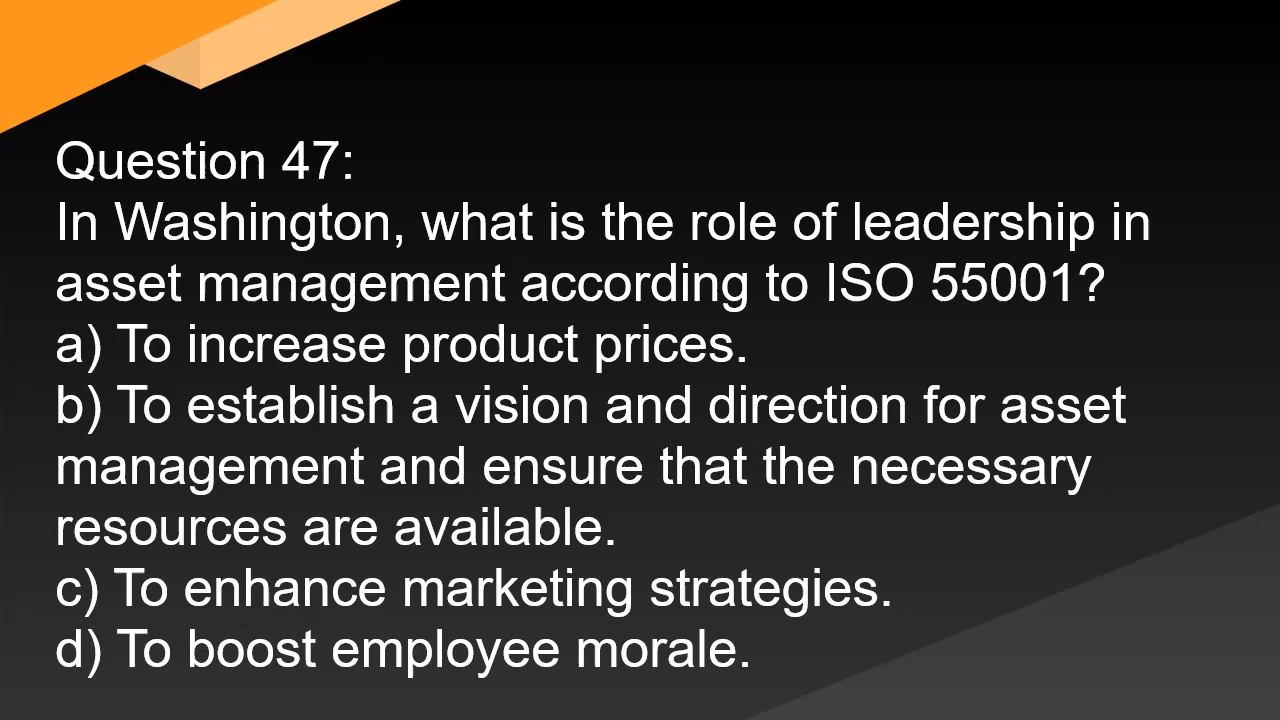 Question 47:
In Washington, what is the role of leadership in
asset management according to ISO 55001?
a) To increase product prices.
b) To establish a vision and direction for asset
management and ensure that the necessary
resources are available.
c) To enhance marketing strategies.
d) To boost employee morale.